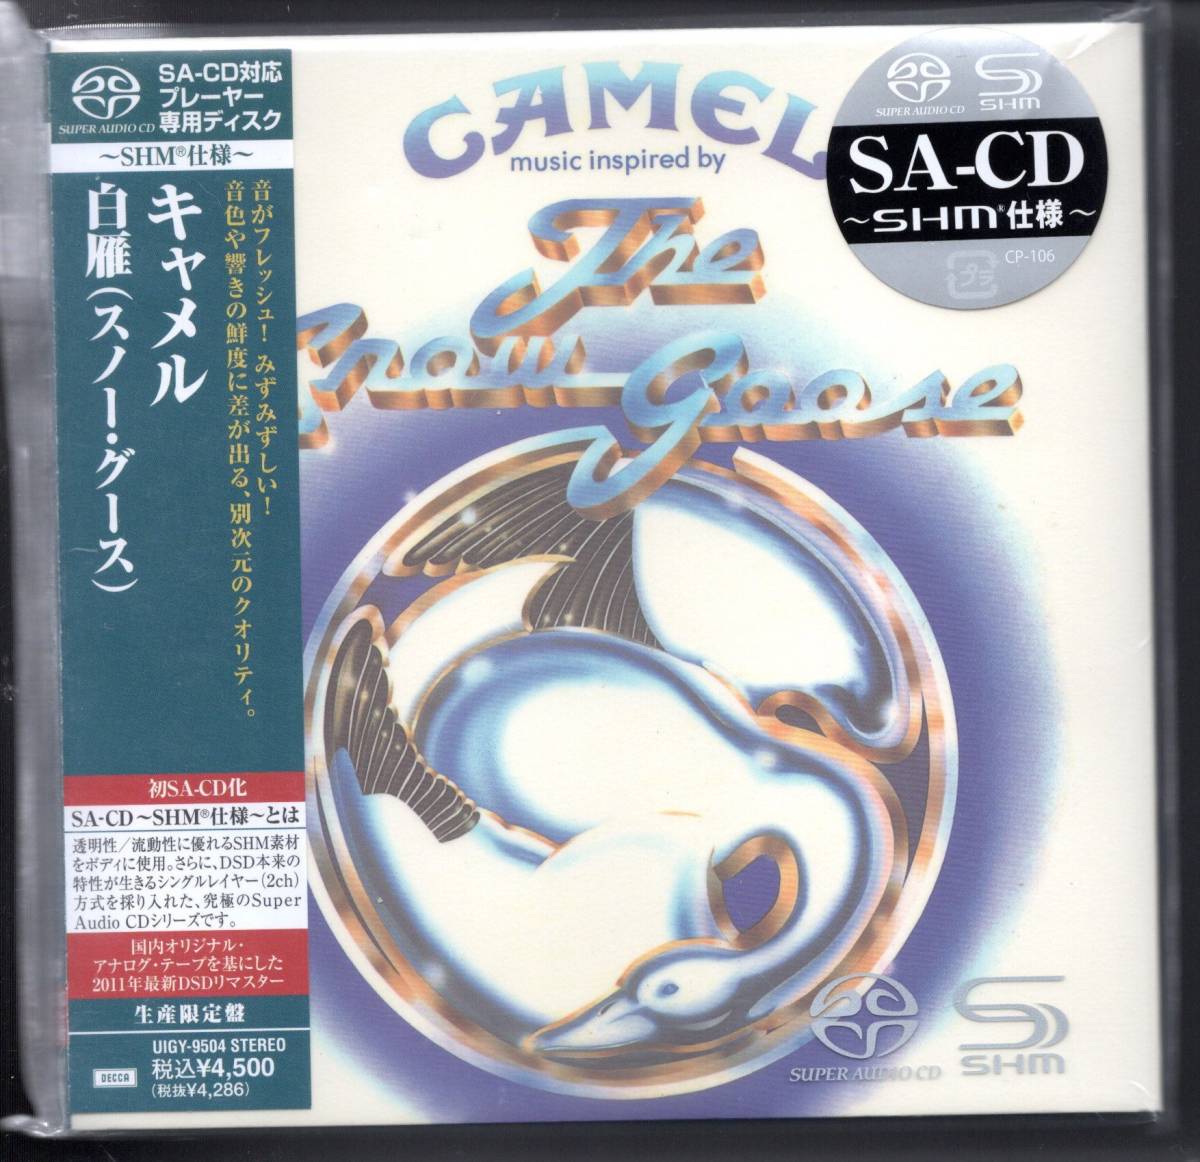 SUPER AUDIO CD
SA-CD対応
プレーヤー
専用ディスク
～SHM®仕様～
音がフレッシュ！みずみずしい！
音色や響きの鮮度に差が出る、別次元のクオリティ。
キャメル
白雁（スノー・グース）
初SA-CD化
SA-CD～SHM®仕様～とは
透明性／流動性に優れるSHM素材
をボディに使用。さらに、DSD本来の
特性が生きるシングルレイヤー（2ch）
方式を採り入れた、究極のSuper
Audio CDシリーズです。
国内オリジナル・
アナログ・テープを基にした
2011年最新DSDリマスター
生産限定盤
UIGY-9504 STEREO
DECCA
税込¥4,500
(税抜¥4,286)
CAMEL
music inspired by
The
Snow Goose
SUPER AUDIO CD
SHM
SA-CD
～SHM®仕様～
CP-106
プラ
SUPER AUDIO CD
SHM